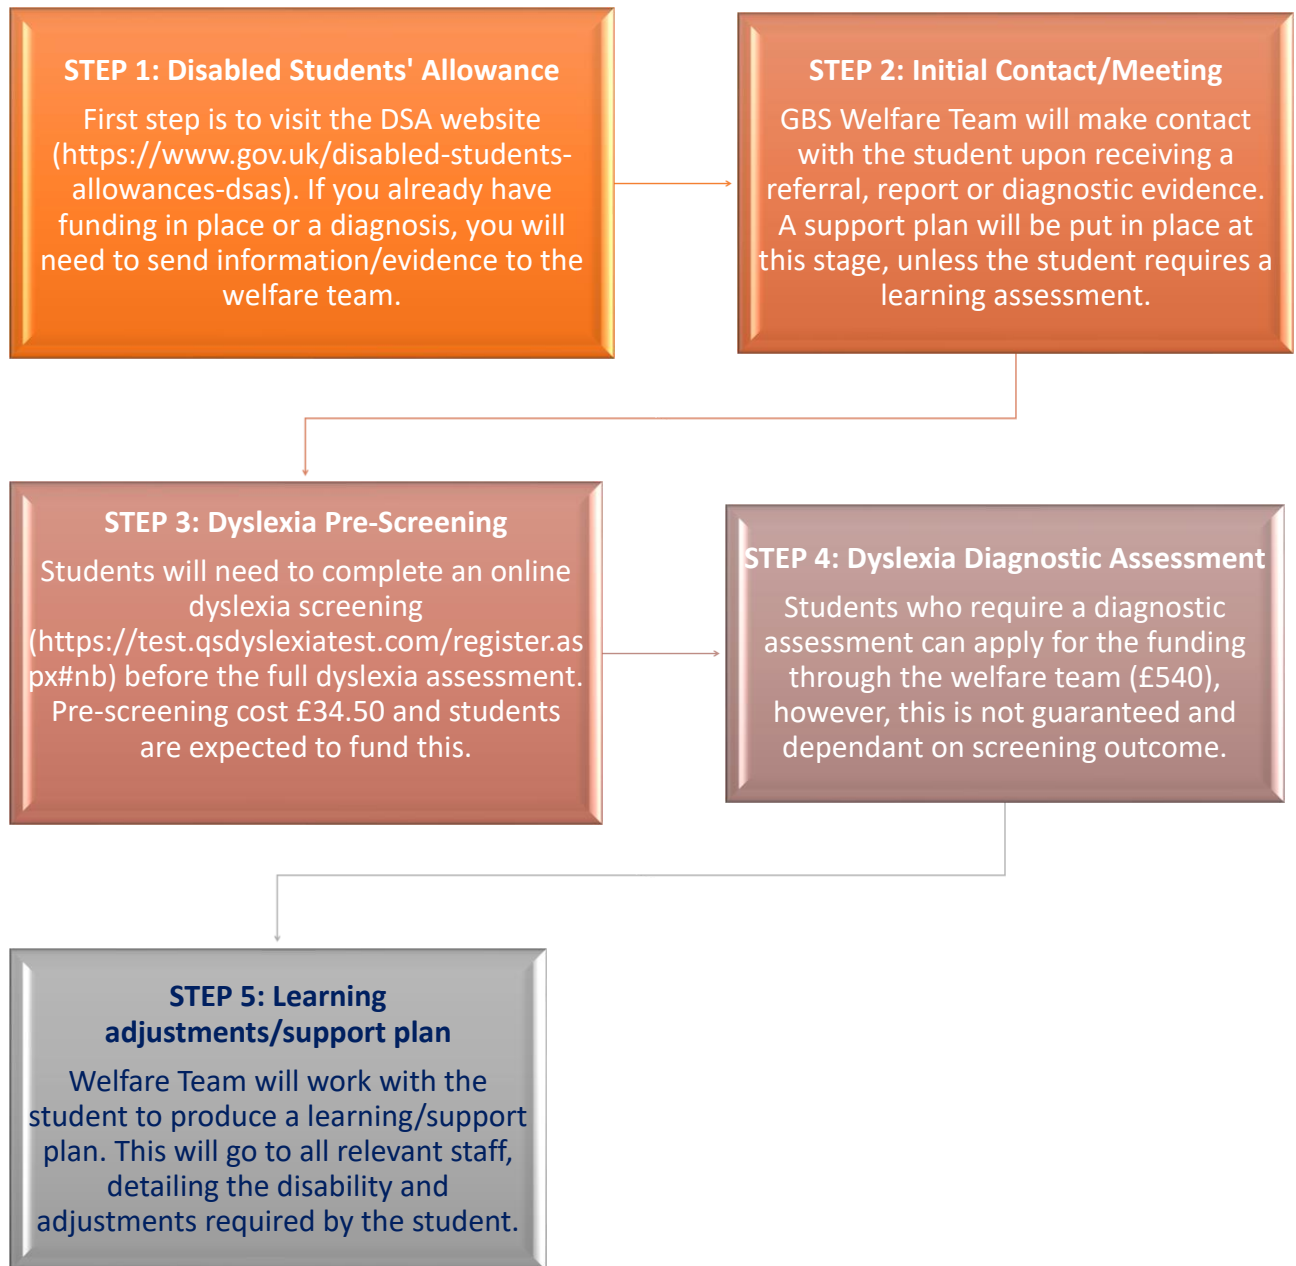 STEP 1: Disabled Students' Allowance
First step is to visit the DSA website
(https://www.gov.uk/disabled-students-
allowances-dsas). If you already have
funding in place or a diagnosis, you will
need to send information/evidence to the
welfare team.
STEP 2: Initial Contact/Meeting
GBS Welfare Team will make contact
with the student upon receiving a
referral, report or diagnostic evidence.
A support plan will be put in place at
this stage, unless the student requires a
learning assessment.
STEP 3: Dyslexia Pre-Screening
Students will need to complete an online
dyslexia screening
(https://test.qsdyslexiatest.com/register.as
px#nb) before the full dyslexia assessment.
Pre-screening cost £34.50 and students
are expected to fund this.
STEP 4: Dyslexia Diagnostic Assessment
Students who require a diagnostic
assessment can apply for the funding
through the welfare team (£540),
however, this is not guaranteed and
dependant on screening outcome.
STEP 5: Learning
adjustments/support plan
Welfare Team will work with the
student to produce a learning/support
plan. This will go to all relevant staff,
detailing the disability and
adjustments required by the student.